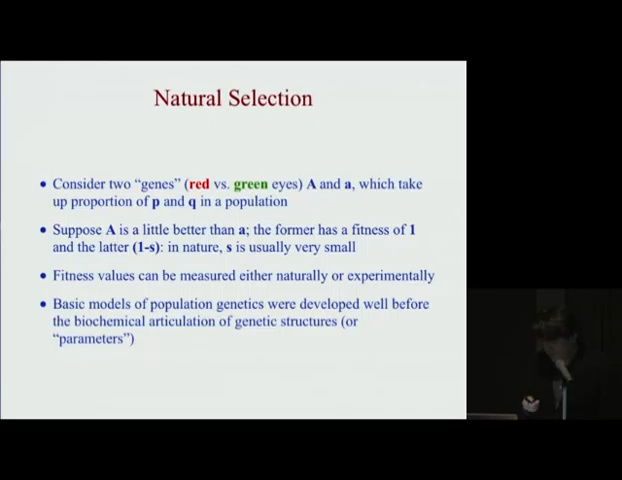 Natural Selection
• Consider two “genes” (red vs. green eyes) A and a, which take
up proportion of p and q in a population
• Suppose A is a little better than a; the former has a fitness of 1
and the latter (1-s): in nature, s is usually very small
• Fitness values can be measured either naturally or experimentally
• Basic models of population genetics were developed well before
the biochemical articulation of genetic structures (or
“parameters”)